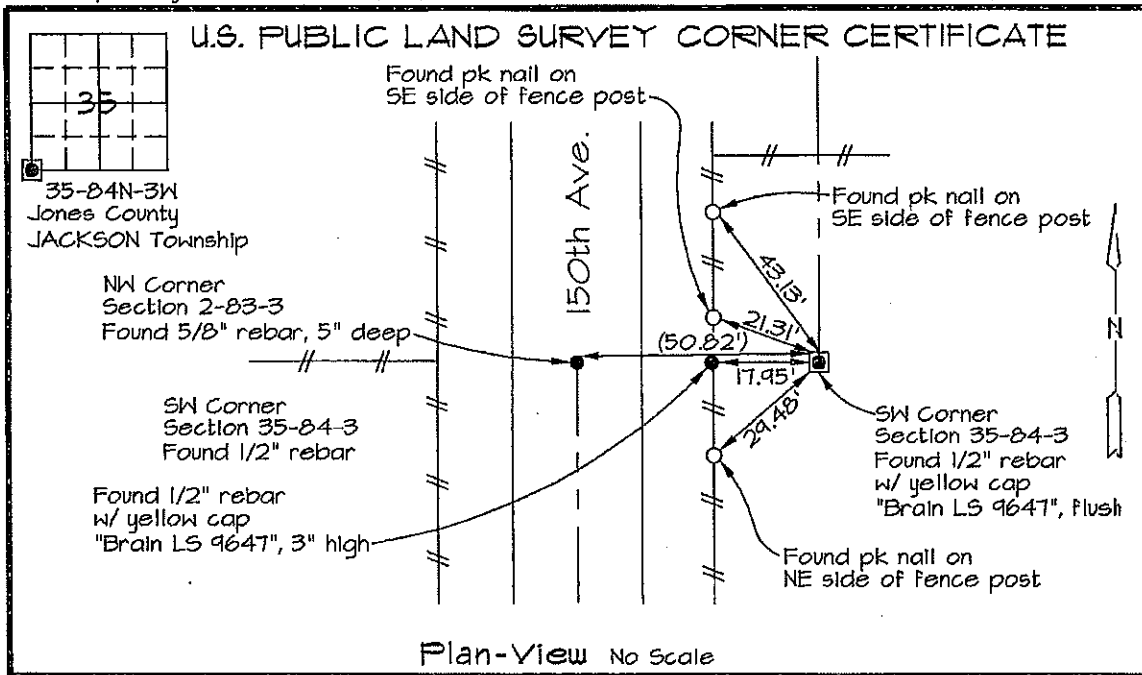 U.S. PUBLIC LAND SURVEY CORNER CERTIFICATE
35
35-84N-3W
Jones County
JACKSON Township
Found pk nail on
SE side of fence post
150th Ave.
Found pk nail on
SE side of fence post
NW Corner
Section 2-83-3
Found 5/8" rebar, 5" deep
43.13'
21.31'
(50.82')
17.95'
29.48'
N
SW Corner
Section 35-84-3
Found 1/2" rebar
SW Corner
Section 35-84-3
Found 1/2" rebar
w/ yellow cap
"Brain LS 9647", flush
Found 1/2" rebar
w/ yellow cap
"Brain LS 9647", 3" high
Found pk nail on
NE side of fence post
Plan-View No Scale